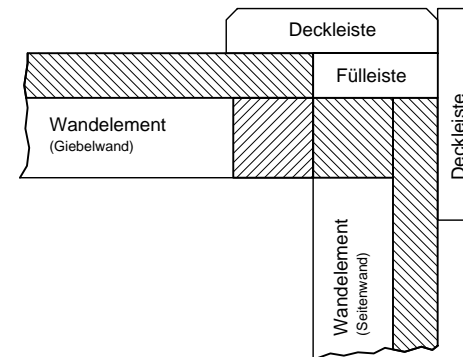 Deckleiste
Fülleiste
Deckleiste
Wandelement
(Giebelwand)
Wandelement
(Seitenwand)